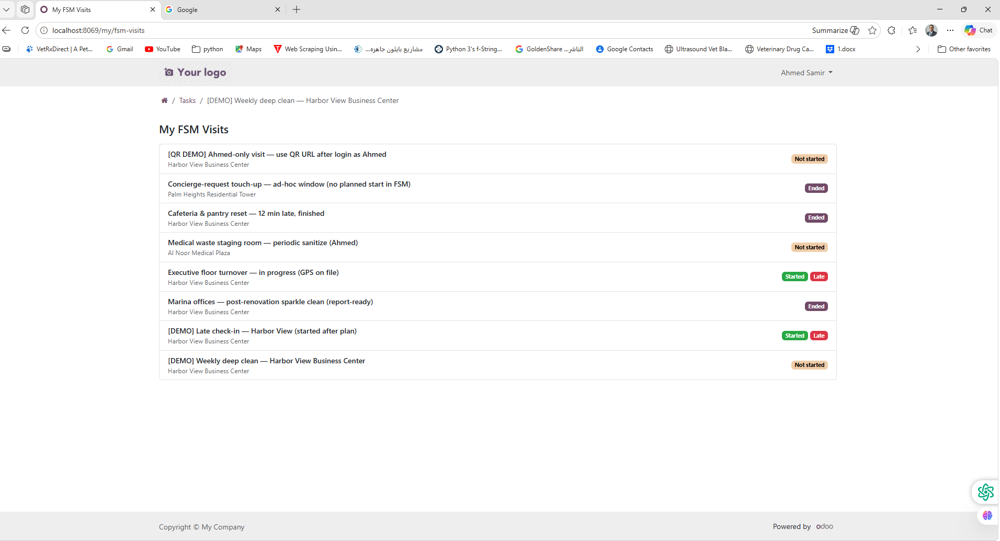 My FSM Visits
Google
localhost:8069/my/fsm-visits
Summarize
Chat
VetRxDirect | A Pet...
Gmail
YouTube
python
Maps
Web Scraping Usin...
مشاريع بايثون جاهزه...
Python 3's f-String...
GoldenShare ...الناشر
Google Contacts
Ultrasound Vet Bla...
Veterinary Drug Ca...
1.docx
Other favorites
Your logo
Ahmed Samir
/ Tasks / [DEMO] Weekly deep clean — Harbor View Business Center
My FSM Visits
[QR DEMO] Ahmed-only visit — use QR URL after login as Ahmed
Harbor View Business Center
Not started
Concierge-request touch-up — ad-hoc window (no planned start in FSM)
Palm Heights Residential Tower
Ended
Cafeteria & pantry reset — 12 min late, finished
Harbor View Business Center
Ended
Medical waste staging room — periodic sanitize (Ahmed)
Al Noor Medical Plaza
Not started
Executive floor turnover — in progress (GPS on file)
Harbor View Business Center
Started Late
Marina offices — post-renovation sparkle clean (report-ready)
Harbor View Business Center
Ended
[DEMO] Late check-in — Harbor View (started after plan)
Harbor View Business Center
Started Late
[DEMO] Weekly deep clean — Harbor View Business Center
Harbor View Business Center
Not started
Copyright © My Company
Powered by odoo